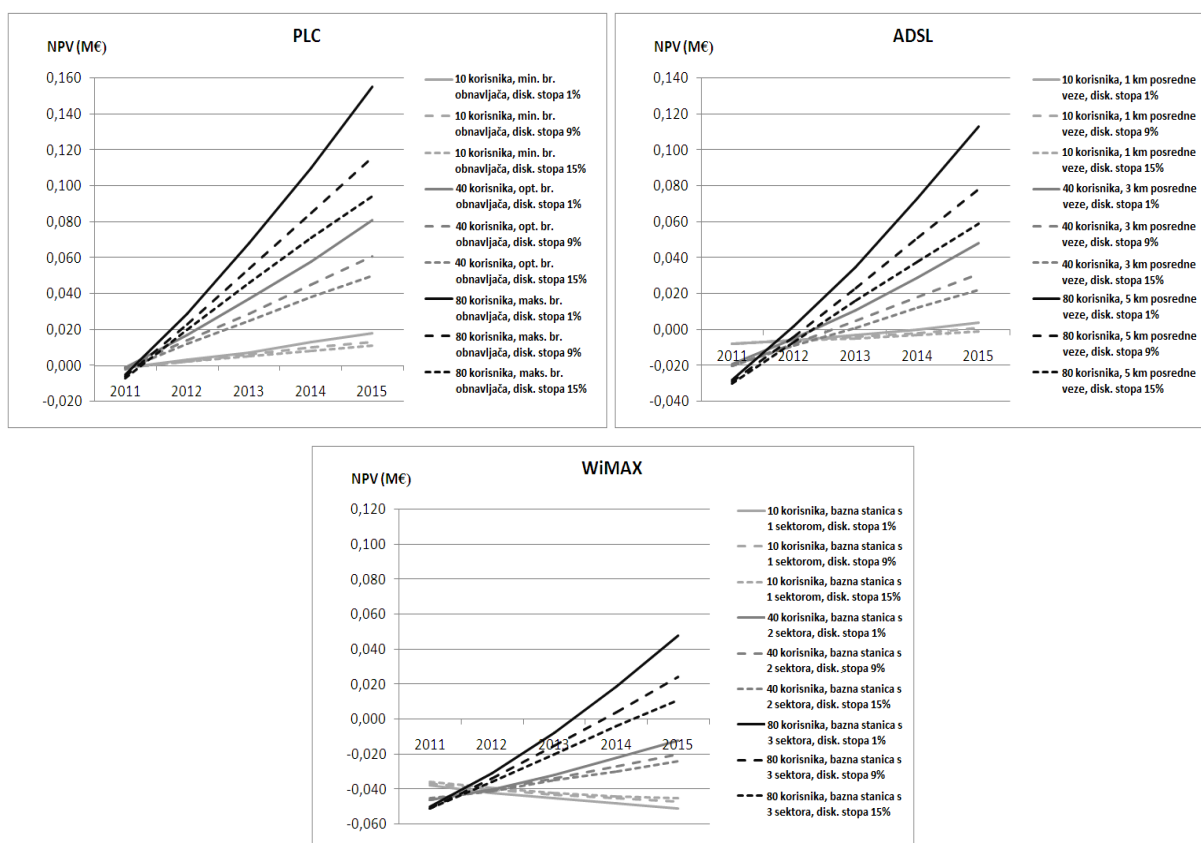 PLC
NPV (M€)
0,160
0,140
0,120
0,100
0,080
0,060
0,040
0,020
0,000
-0,020
2011 2012 2013 2014 2015
10 korisnika, min. br.
obnavljača, disk. stopa 1%
10 korisnika, min. br.
obnavljača, disk. stopa 9%
10 korisnika, min. br.
obnavljača, disk. stopa 15%
40 korisnika, opt. br.
obnavljača, disk. stopa 1%
40 korisnika, opt. br.
obnavljača, disk. stopa 9%
40 korisnika, opt. br.
obnavljača, disk. stopa 15%
80 korisnika, maks. br.
obnavljača, disk. stopa 1%
80 korisnika, maks. br.
obnavljača, disk. stopa 9%
80 korisnika, maks. br.
obnavljača, disk. stopa 15%
ADSL
NPV (M€)
0,140
0,120
0,100
0,080
0,060
0,040
0,020
0,000
-0,020
-0,040
2011 2012 2013 2014 2015
10 korisnika, 1 km posredne
veze, disk. stopa 1%
10 korisnika, 1 km posredne
veze, disk. stopa 9%
10 korisnika, 1 km posredne
veze, disk. stopa 15%
40 korisnika, 3 km posredne
veze, disk. stopa 1%
40 korisnika, 3 km posredne
veze, disk. stopa 9%
40 korisnika, 3 km posredne
veze, disk. stopa 15%
80 korisnika, 5 km posredne
veze, disk. stopa 1%
80 korisnika, 5 km posredne
veze, disk. stopa 9%
80 korisnika, 5 km posredne
veze, disk. stopa 15%
WiMAX
NPV (M€)
0,120
0,100
0,080
0,060
0,040
0,020
0,000
-0,020
-0,040
-0,060
2011 2012 2013 2014 2015
10 korisnika, bazna stanica s
1 sektorom, disk. stopa 1%
10 korisnika, bazna stanica s
1 sektorom, disk. stopa 9%
10 korisnika, bazna stanica s
1 sektorom, disk. stopa 15%
40 korisnika, bazna stanica s
2 sektora, disk. stopa 1%
40 korisnika, bazna stanica s
2 sektora, disk. stopa 9%
40 korisnika, bazna stanica s
2 sektora, disk. stopa 15%
80 korisnika, bazna stanica s
3 sektora, disk. stopa 1%
80 korisnika, bazna stanica s
3 sektora, disk. stopa 9%
80 korisnika, bazna stanica s
3 sektora, disk. stopa 15%